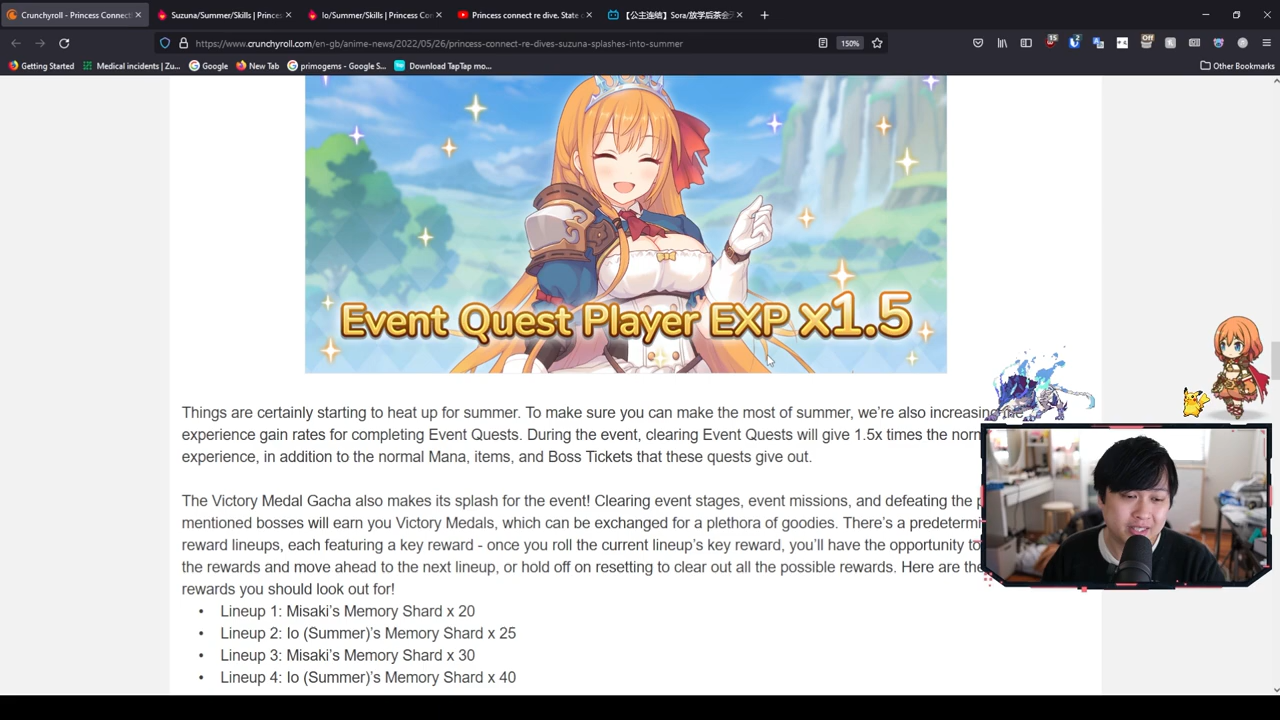 Crunchyroll - Princess Connect
Suzuna/Summer/Skills | Princess
Io/Summer/Skills | Princess Con
Princess connect re dive. State o
【公主连结】Sora/放学后茶会
https://www.crunchyroll.com/en-gb/anime-news/2022/05/26/princess-connect-re-dives-suzuna-splashes-into-summer
150%
15
2
Off
Getting Started
Medical incidents | Zu...
Google
New Tab
primogems - Google S...
Download TapTap mo...
Other Bookmarks
Event Quest Player EXP x1.5
Things are certainly starting to heat up for summer. To make sure you can make the most of summer, we're also increasing the
experience gain rates for completing Event Quests. During the event, clearing Event Quests will give 1.5x times the norm
experience, in addition to the normal Mana, items, and Boss Tickets that these quests give out.
The Victory Medal Gacha also makes its splash for the event! Clearing event stages, event missions, and defeating the p
mentioned bosses will earn you Victory Medals, which can be exchanged for a plethora of goodies. There's a predetermi
reward lineups, each featuring a key reward - once you roll the current lineup's key reward, you'll have the opportunity to
the rewards and move ahead to the next lineup, or hold off on resetting to clear out all the possible rewards. Here are the
rewards you should look out for!
• Lineup 1: Misaki's Memory Shard x 20
• Lineup 2: Io (Summer)'s Memory Shard x 25
• Lineup 3: Misaki's Memory Shard x 30
• Lineup 4: Io (Summer)'s Memory Shard x 40